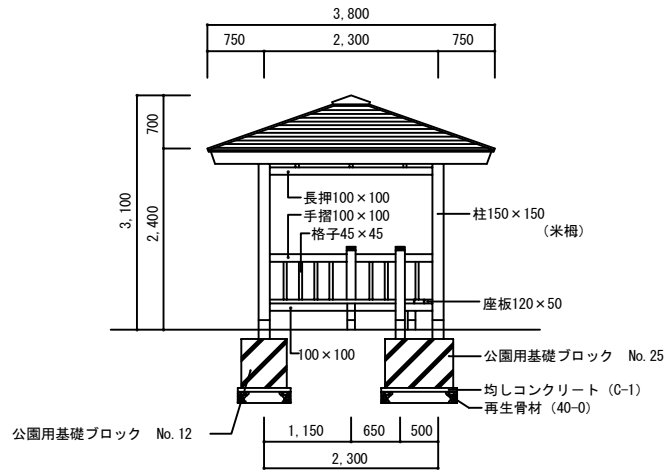 3,800
750
2,300
750
700
2,400
3,100
長押100×100
手摺100×100
格子45×45
柱150×150
(米栂)
座板120×50
100×100
公園用基礎ブロック No.25
均しコンクリート (C-1)
再生骨材 (40-0)
公園用基礎ブロック No.12
1,150
650
500
2,300